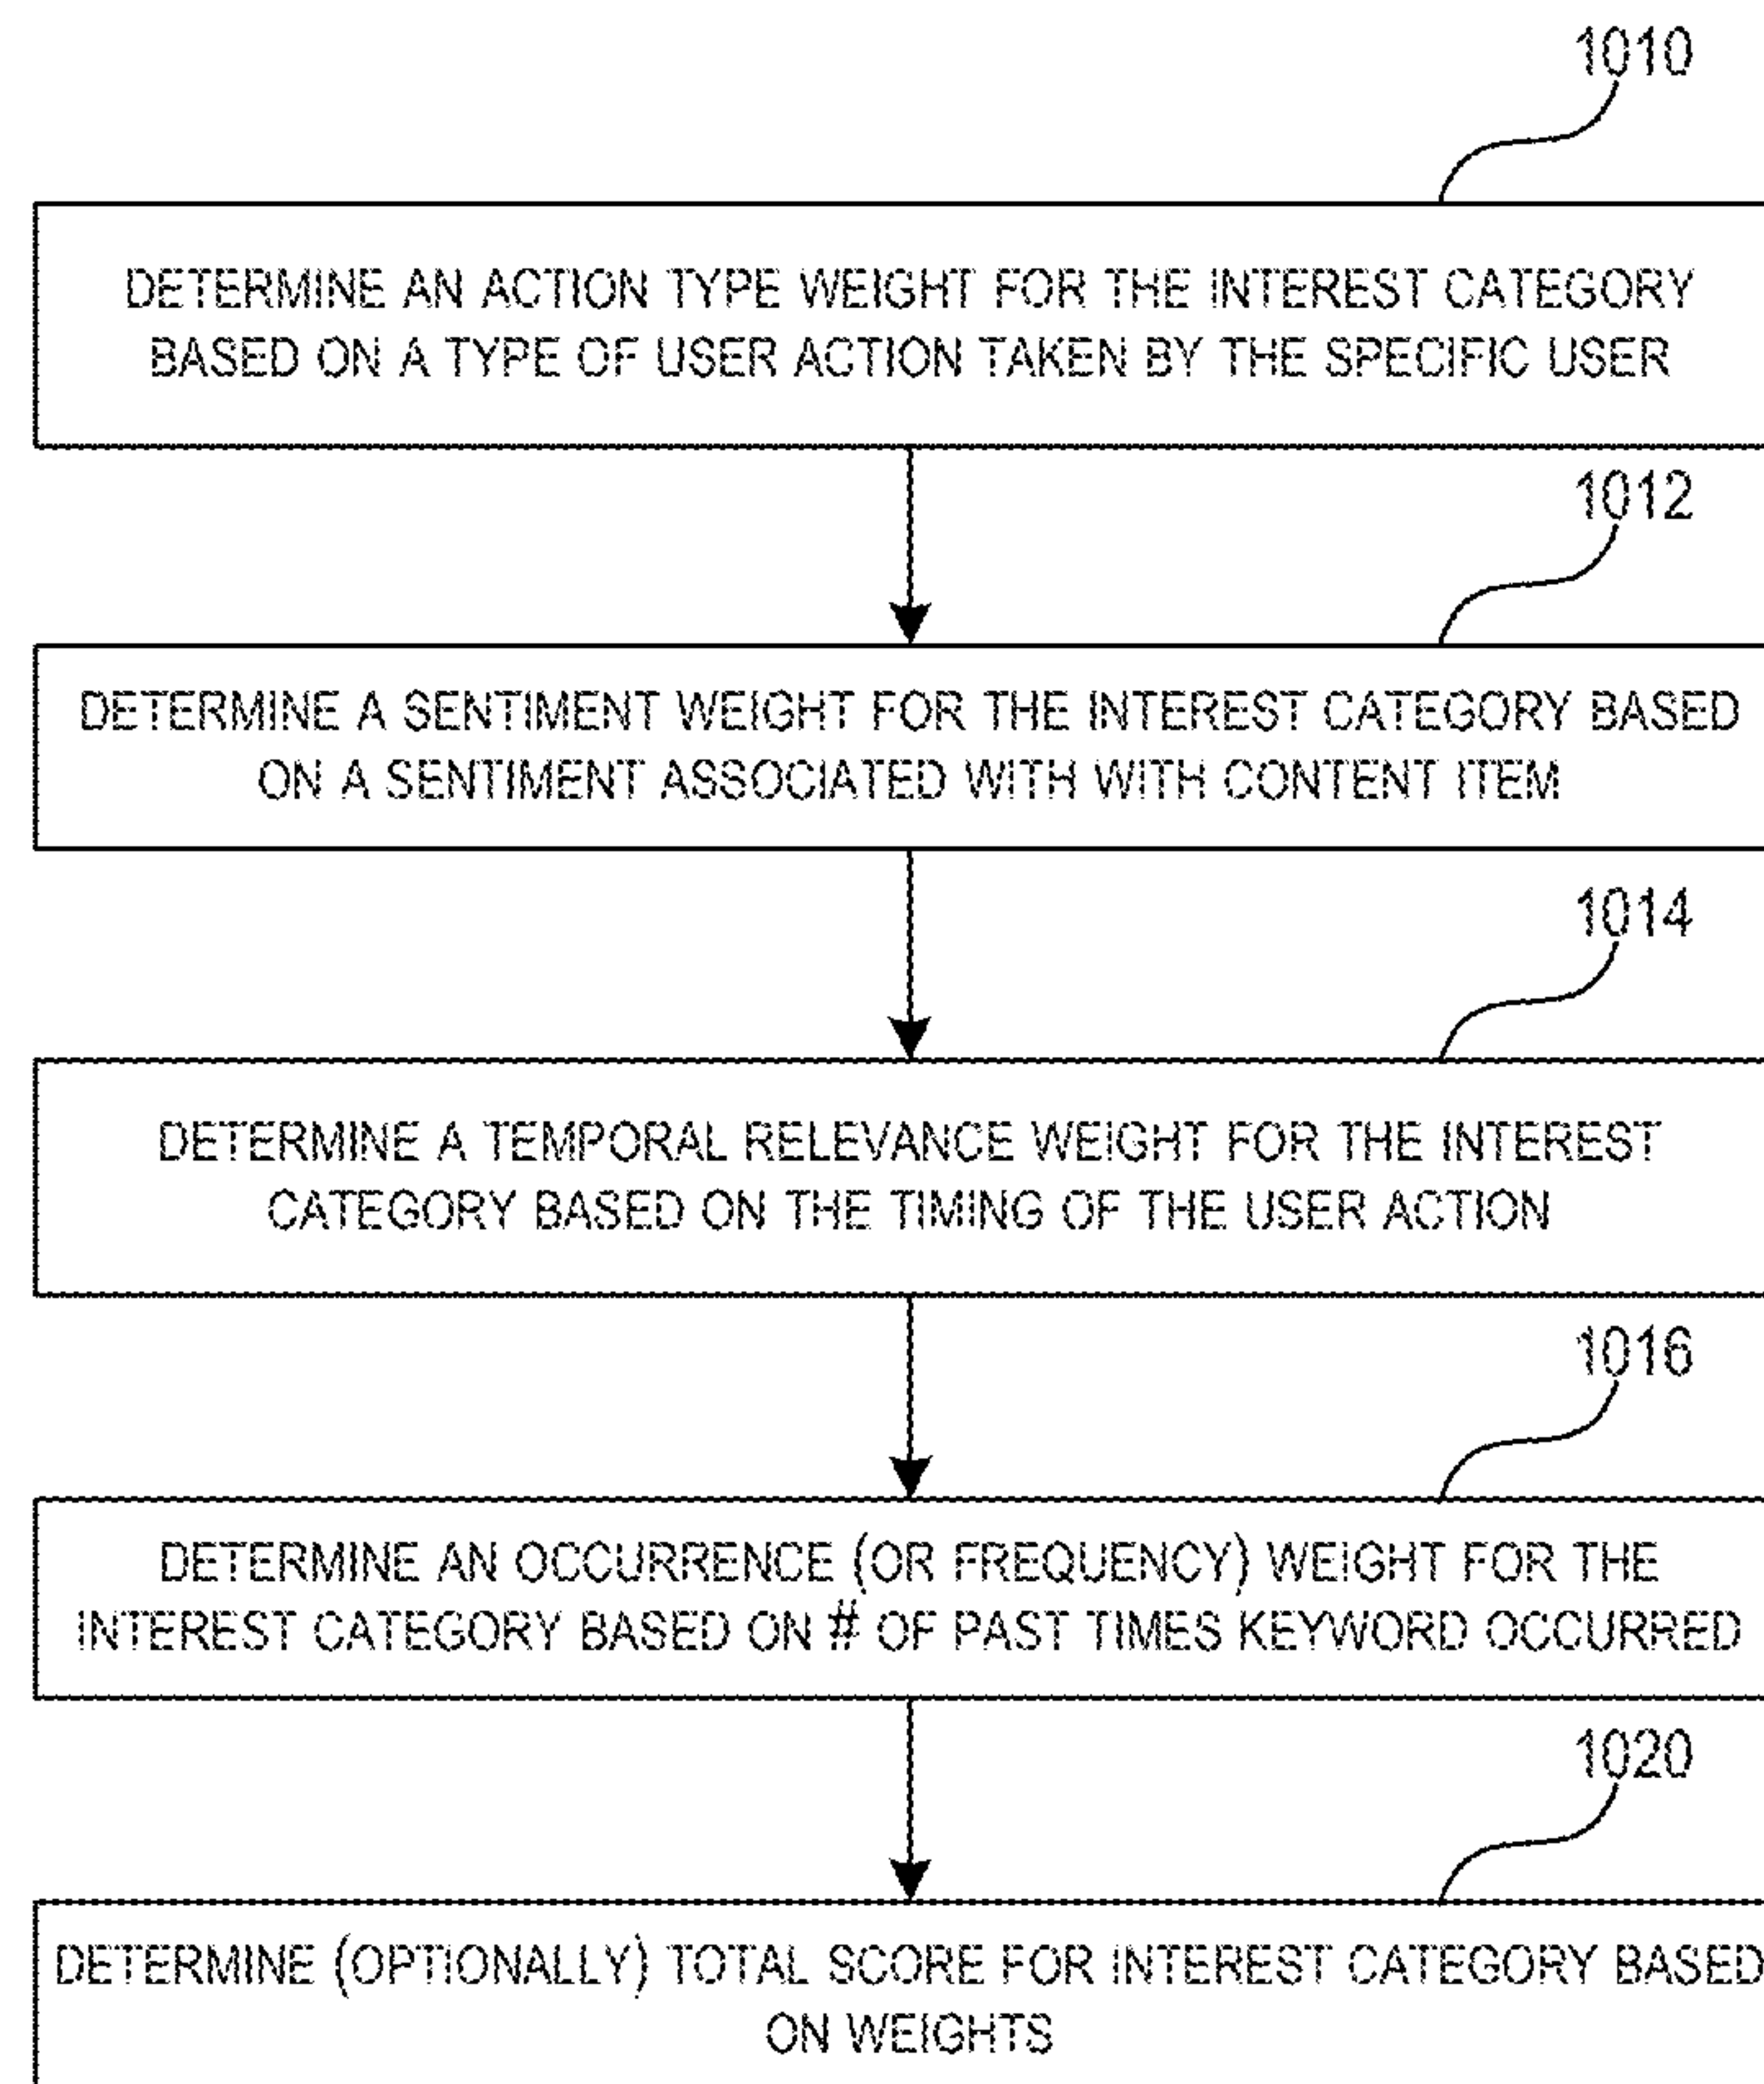 1010
DETERMINE AN ACTION TYPE WEIGHT FOR THE INTEREST CATEGORY
BASED ON A TYPE OF USER ACTION TAKEN BY THE SPECIFIC USER
1012
DETERMINE A SENTIMENT WEIGHT FOR THE INTEREST CATEGORY BASED
ON A SENTIMENT ASSOCIATED WITH WITH CONTENT ITEM
1014
DETERMINE A TEMPORAL RELEVANCE WEIGHT FOR THE INTEREST
CATEGORY BASED ON THE TIMING OF THE USER ACTION
1016
DETERMINE AN OCCURRENCE (OR FREQUENCY) WEIGHT FOR THE
INTEREST CATEGORY BASED ON # OF PAST TIMES KEYWORD OCCURRED
1020
DETERMINE (OPTIONALLY) TOTAL SCORE FOR INTEREST CATEGORY BASED
ON WEIGHTS